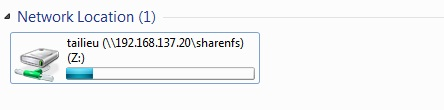 Network Location (1)
tailieu (\\192.168.137.20\sharenfs)
(Z:)